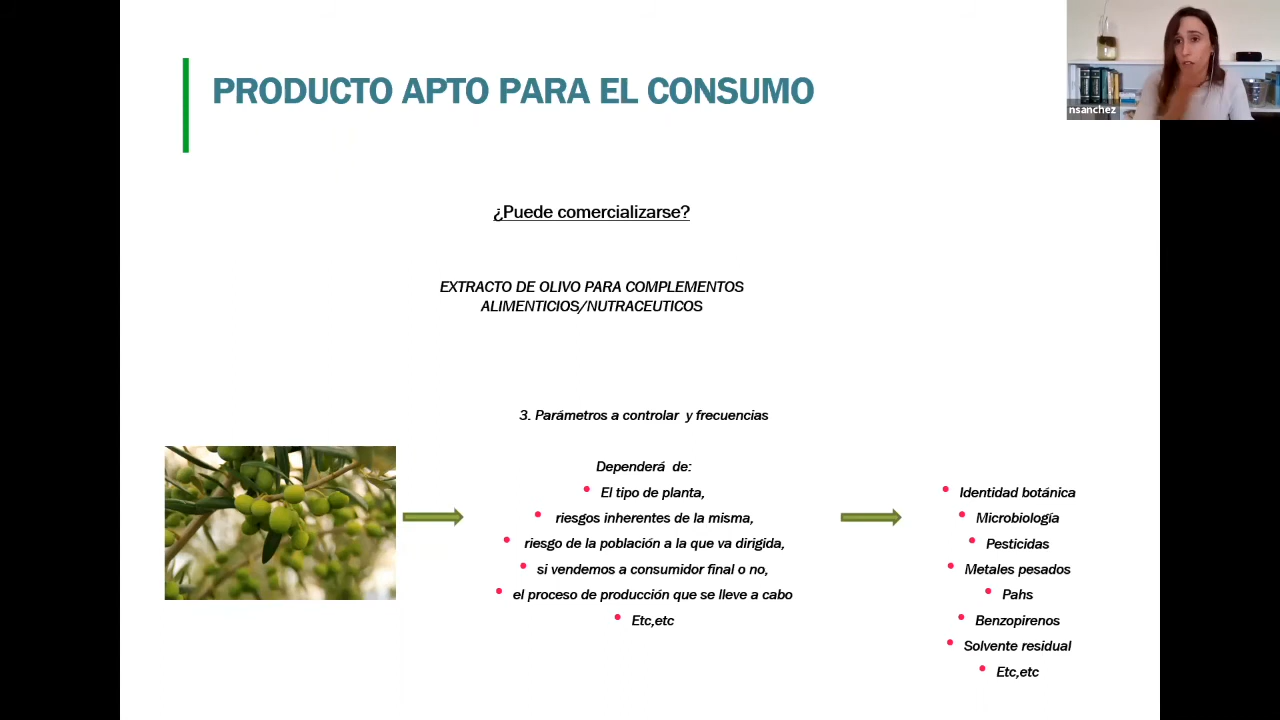 PRODUCTO APTO PARA EL CONSUMO
nsanchez
¿Puede comercializarse?
EXTRACTO DE OLIVO PARA COMPLEMENTOS
ALIMENTICIOS/NUTRACEUTICOS
3. Parámetros a controlar y frecuencias
Dependerá de:
• El tipo de planta,
• riesgos inherentes de la misma,
• riesgo de la población a la que va dirigida,
• si vendemos a consumidor final o no,
• el proceso de producción que se lleve a cabo
• Etc,etc
• Identidad botánica
• Microbiología
• Pesticidas
• Metales pesados
• Pahs
• Benzopirenos
• Solvente residual
• Etc,etc